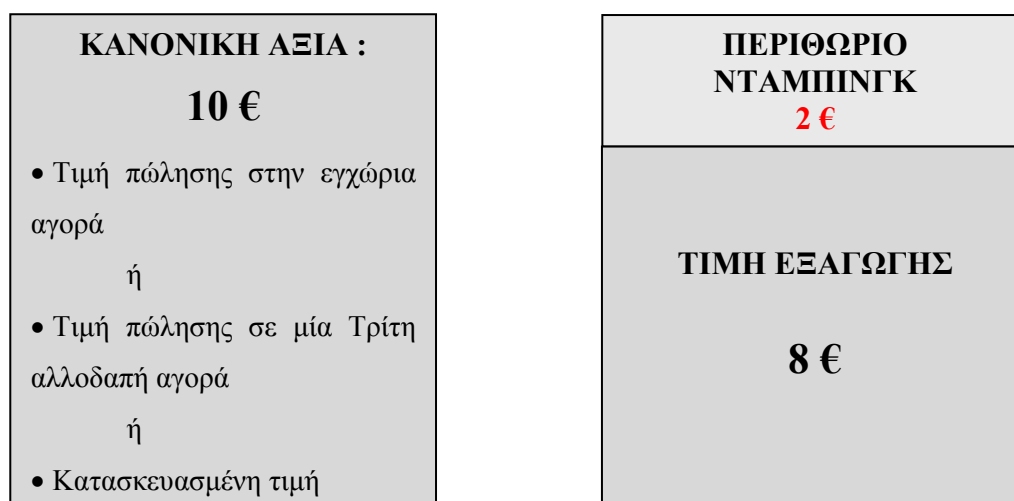 ΚΑΝΟΝΙΚΗ ΑΞΙΑ :
10 €
• Τιμή πώλησης στην εγχώρια
αγορά
ή
• Τιμή πώλησης σε μία Τρίτη
αλλοδαπή αγορά
ή
• Κατασκευασμένη τιμή
ΠΕΡΙΘΩΡΙΟ
ΝΤΑΜΠΙΝΓΚ
2 €
ΤΙΜΗ ΕΞΑΓΩΓΗΣ
8 €